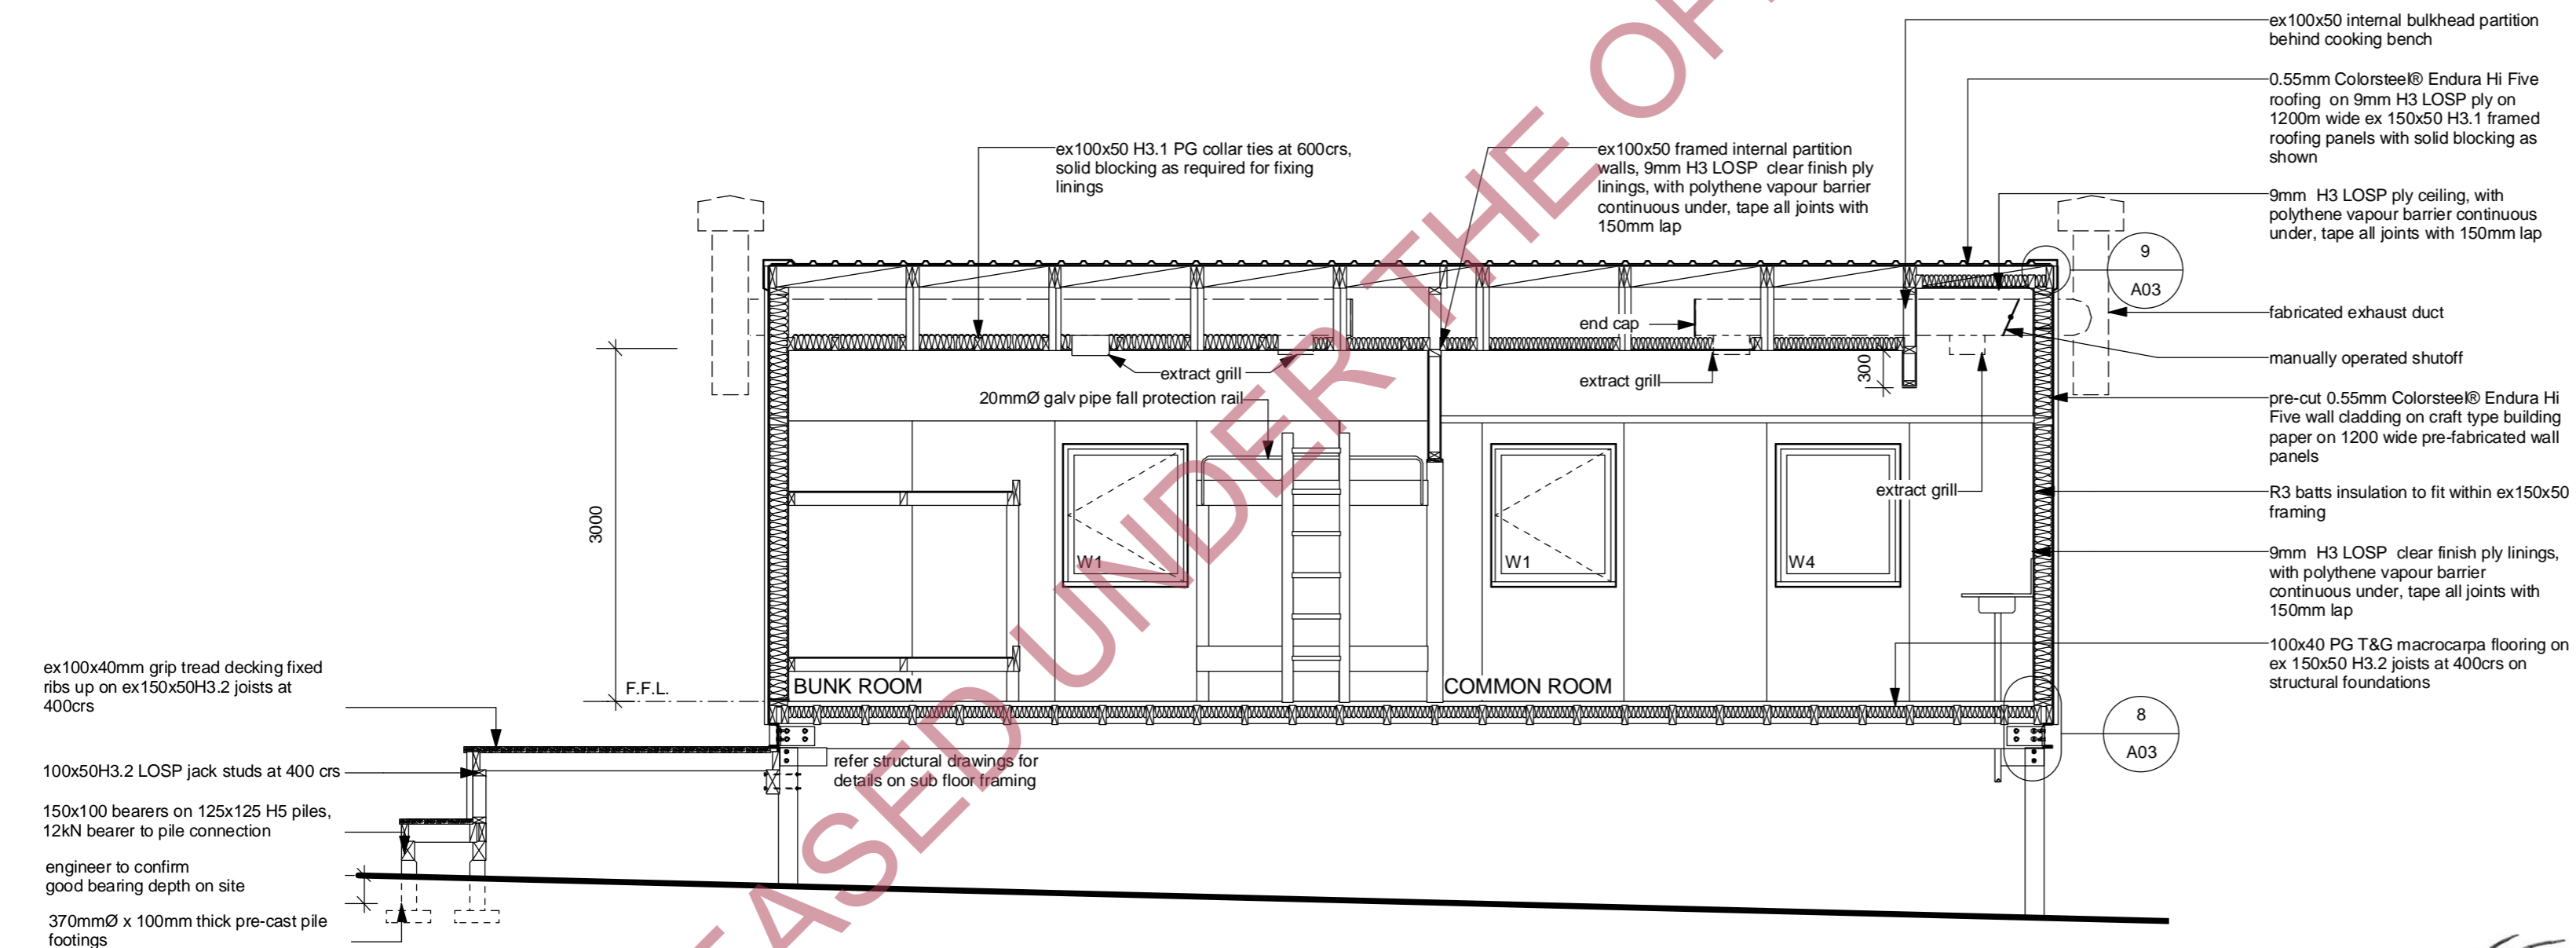 ex100x50 internal bulkhead partition
behind cooking bench
0.55mm Colorsteel® Endura Hi Five
roofing on 9mm H3 LOSP ply on
1200m wide ex 150x50 H3.1 framed
roofing panels with solid blocking as
shown
ex100x50 H3.1 PG collar ties at 600crs,
solid blocking as required for fixing
linings
ex100x50 framed internal partition
walls, 9mm H3 LOSP clear finish ply
linings, with polythene vapour barrier
continuous under, tape all joints with
150mm lap
9mm H3 LOSP ply ceiling, with
polythene vapour barrier continuous
under, tape all joints with 150mm lap
9
A03
fabricated exhaust duct
end cap
manually operated shutoff
extract grill
extract grill
300
20mmØ galv pipe fall protection rail
pre-cut 0.55mm Colorsteel® Endura Hi
Five wall cladding on craft type building
paper on 1200 wide pre-fabricated wall
panels
extract grill
R3 batts insulation to fit within ex150x50
framing
3000
W1
W1
W4
9mm H3 LOSP clear finish ply linings,
with polythene vapour barrier
continuous under, tape all joints with
150mm lap
100x40 PG T&G macrocarpa flooring on
ex 150x50 H3.2 joists at 400crs on
structural foundations
ex100x40mm grip tread decking fixed
ribs up on ex150x50H3.2 joists at
400crs
F.F.L.
BUNK ROOM
COMMON ROOM
8
A03
100x50H3.2 LOSP jack studs at 400 crs
refer structural drawings for
details on sub floor framing
150x100 bearers on 125x125 H5 piles,
12kN bearer to pile connection
engineer to confirm
good bearing depth on site
370mmØ x 100mm thick pre-cast pile
footings
EASED UNDER THE OF